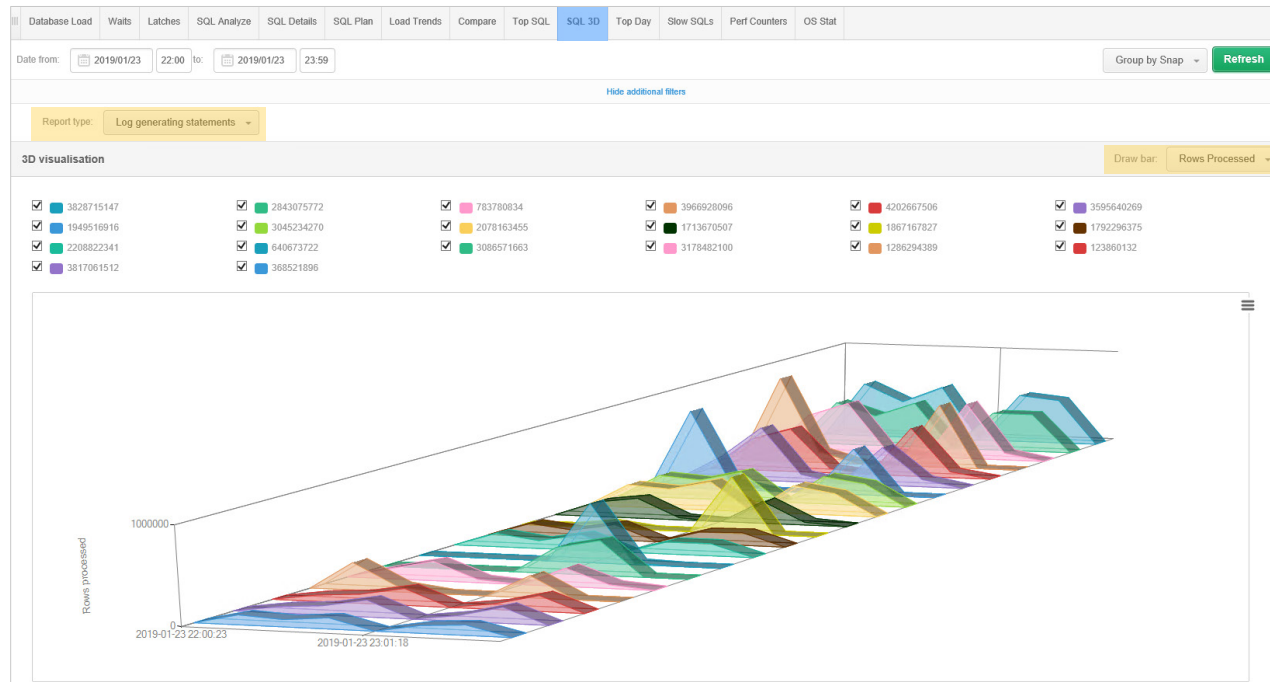 Database Load Waits Latches SQL Analyze SQL Details SQL Plan Load Trends Compare Top SQL SQL 3D Top Day Slow SQLs Perf Counters OS Stat
Date from: 2019/01/23 22:00 to: 2019/01/23 23:59 Group by Snap Refresh
Hide additional filters
Report type: Log generating statements
3D visualisation Draw bar: Rows Processed
3828715147 2843075772 783780834 3966928096 4202667506 3595640269
1949516916 3045234270 2078163455 1713670507 1867167827 1792296375
2208822341 640673722 3086571663 3178482100 1286294389 123860132
3817061512 368521896
1000000
Rows processed
0
2019-01-23 22:00:23
2019-01-23 23:01:18